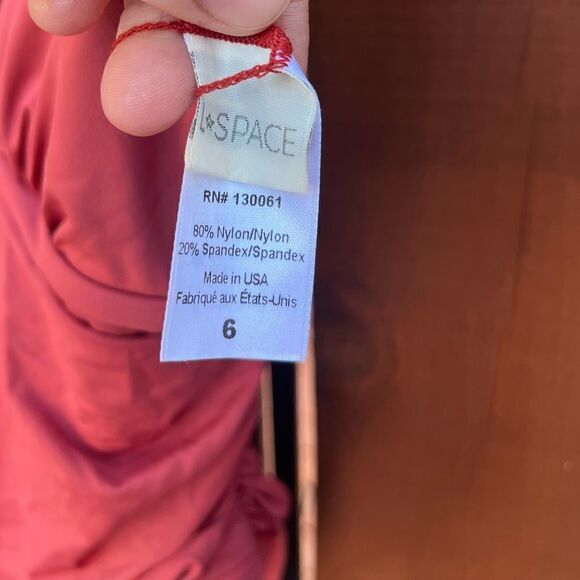 L*SPACE
RN# 130061
80% Nylon/Nylon
20% Spandex/Spandex
Made in USA
Fabriqué aux États-Unis
6